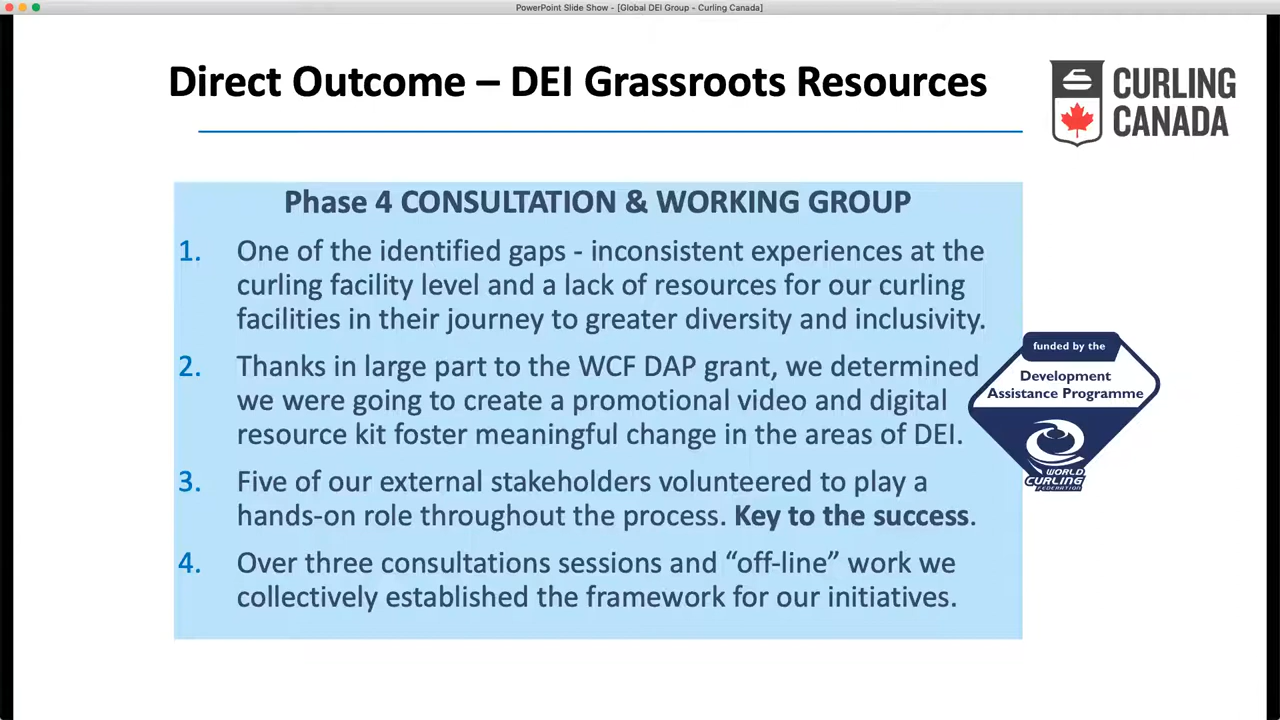 PowerPoint Slide Show - [Global DEI Group - Curling Canada]
Direct Outcome – DEI Grassroots Resources
CURLING
CANADA
Phase 4 CONSULTATION & WORKING GROUP
1. One of the identified gaps - inconsistent experiences at the
curling facility level and a lack of resources for our curling
facilities in their journey to greater diversity and inclusivity.
2. Thanks in large part to the WCF DAP grant, we determined
we were going to create a promotional video and digital
resource kit foster meaningful change in the areas of DEI.
3. Five of our external stakeholders volunteered to play a
hands-on role throughout the process. Key to the success.
4. Over three consultations sessions and “off-line” work we
collectively established the framework for our initiatives.
funded by the
Development
Assistance Programme
WORLD
CURLING
FEDERATION